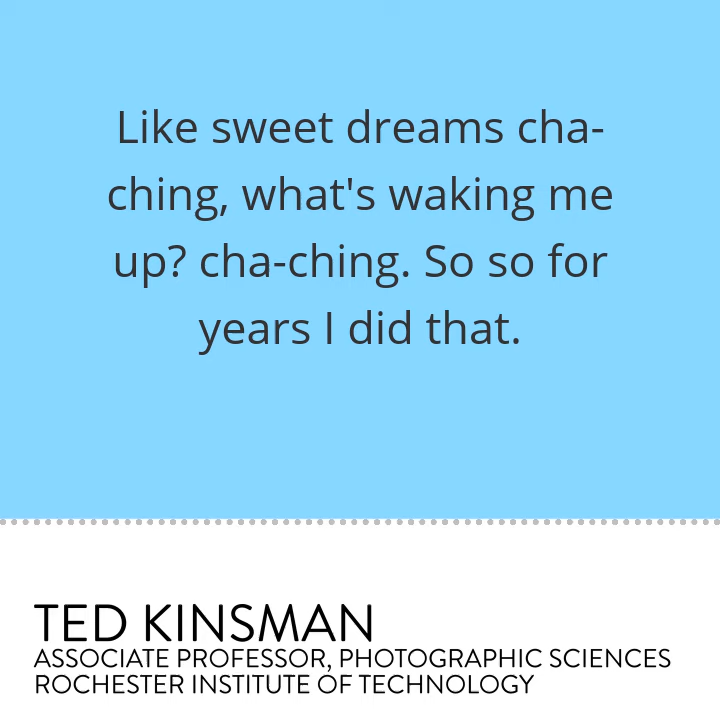 Like sweet dreams cha-
ching, what's waking me
up? cha-ching. So so for
years I did that.
TED KINSMAN
ASSOCIATE PROFESSOR, PHOTOGRAPHIC SCIENCES
ROCHESTER INSTITUTE OF TECHNOLOGY